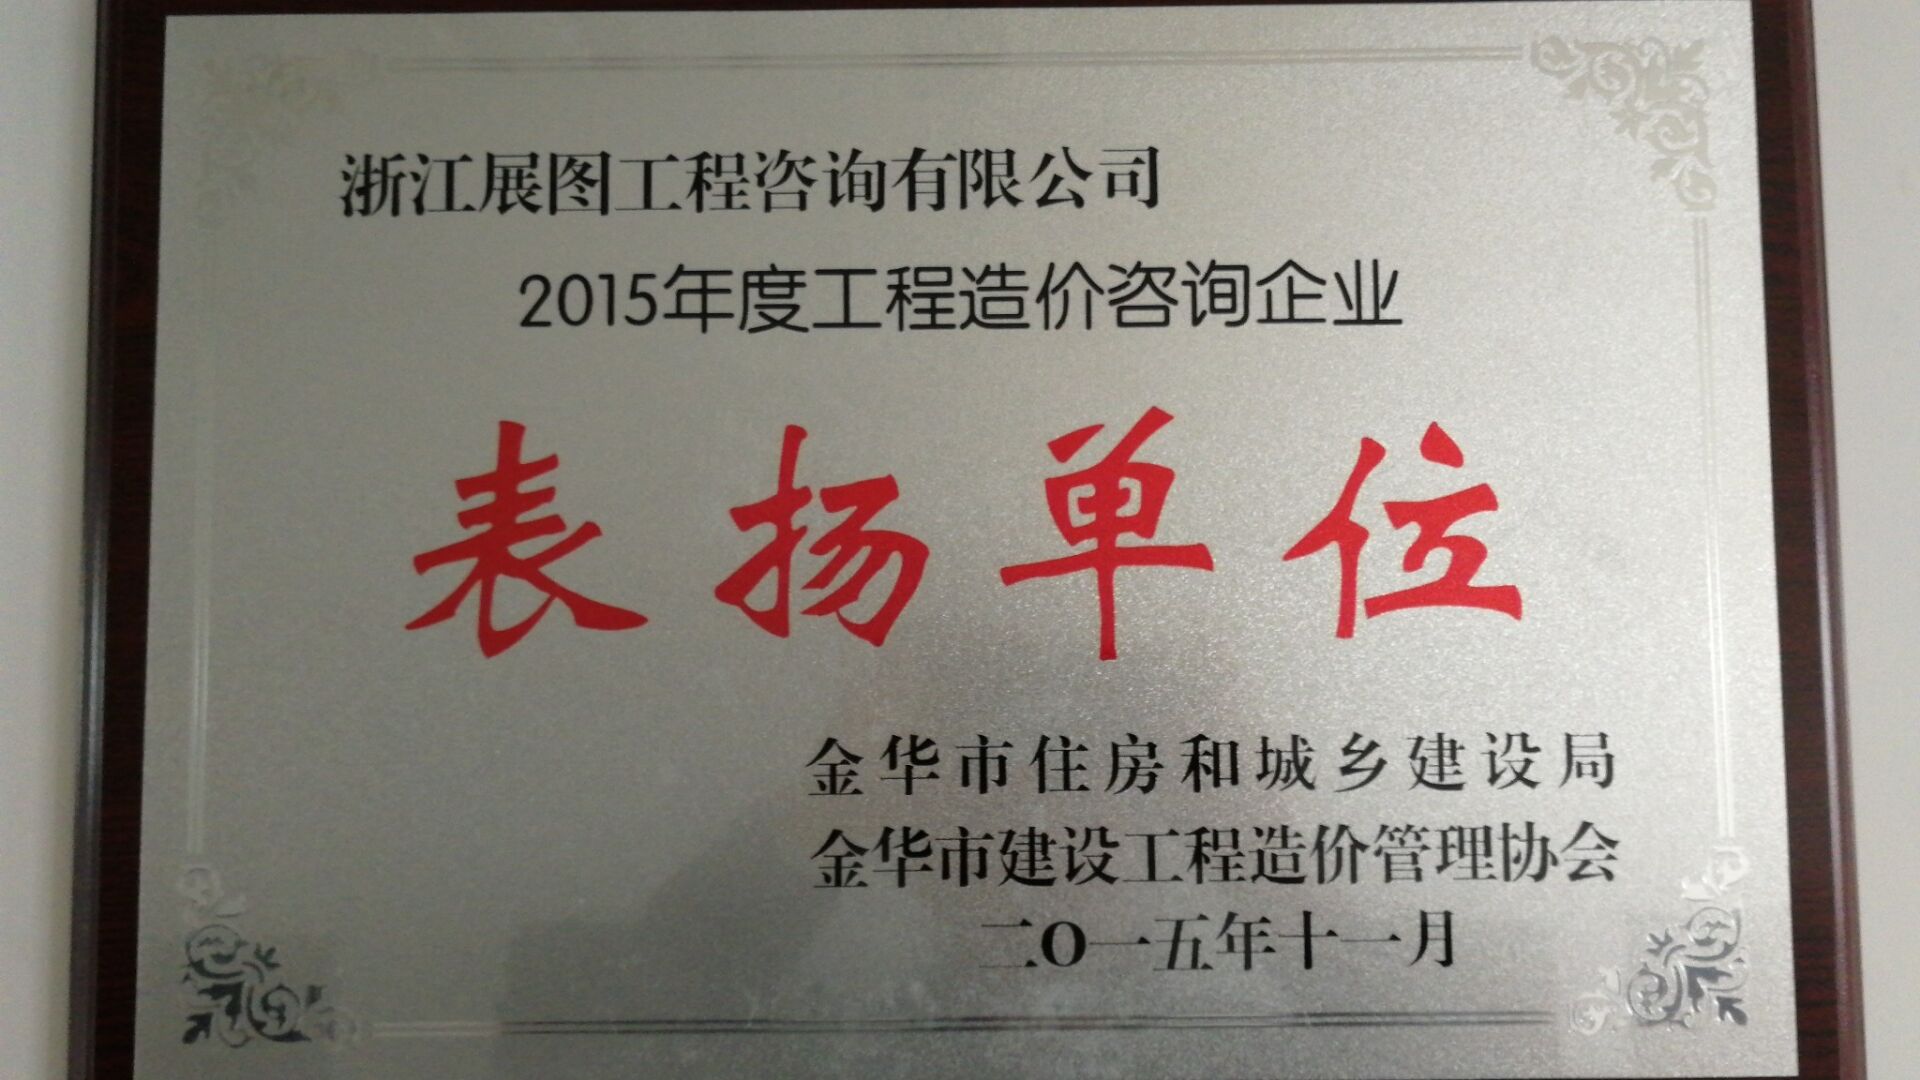 浙江展图工程咨询有限公司
2015年度工程造价咨询企业
表扬单位
金华市住房和城乡建设局
金华市建设工程造价管理协会
二〇一五年十一月